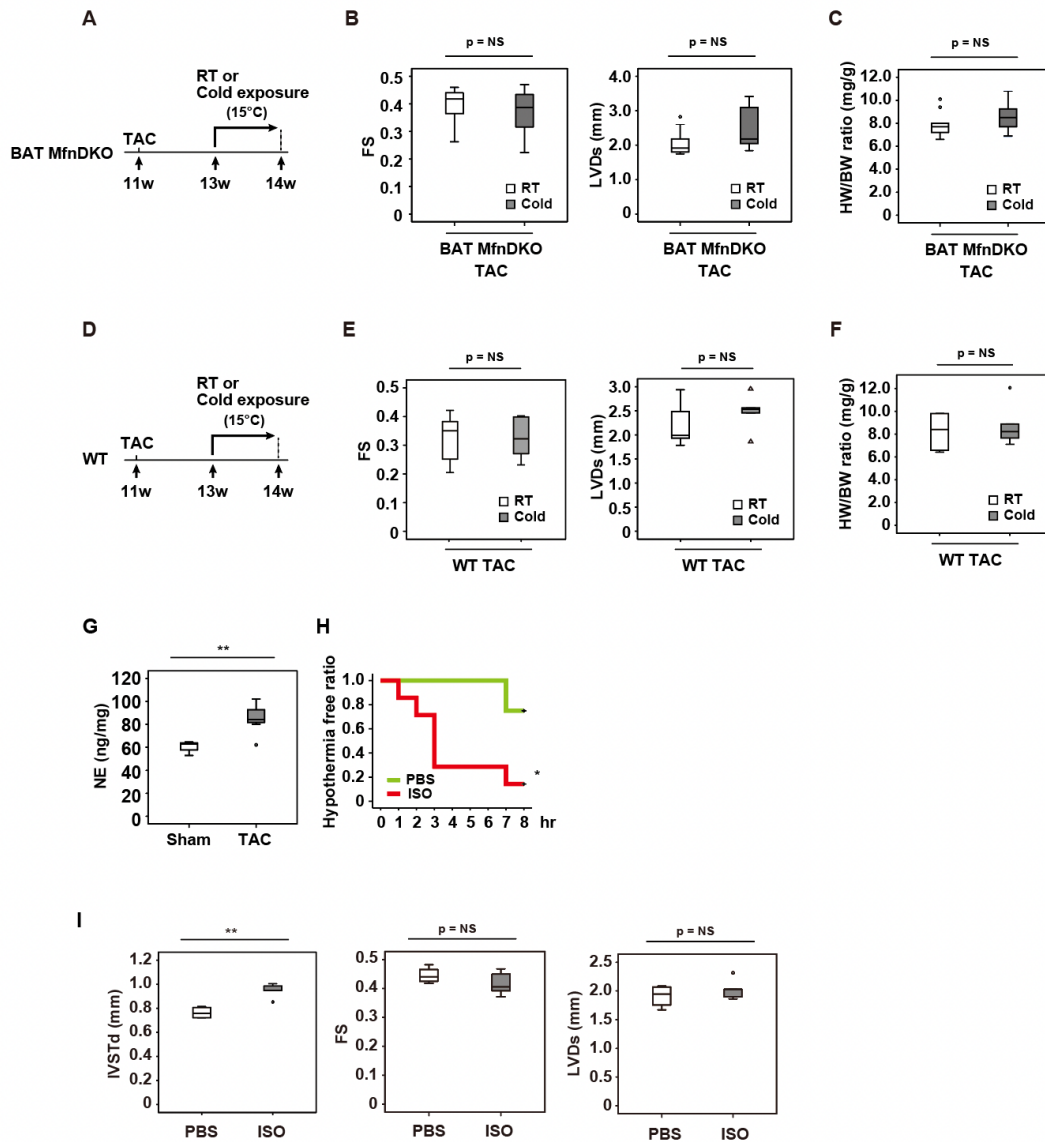 A
RT or
Cold exposure
(15°C)
TAC
BAT MfnDKO
11w 13w 14w
B
p = NS
FS
0.5
0.4
0.3
0.2
0.1
0
RT
Cold
BAT MfnDKO
TAC
p = NS
LVDs (mm)
4.0
3.0
2.0
1.0
0
RT
Cold
BAT MfnDKO
TAC
C
p = NS
HW/BW ratio (mg/g)
12.0
10.0
8.0
6.0
4.0
2.0
0
RT
Cold
BAT MfnDKO
TAC
D
RT or
Cold exposure
(15°C)
TAC
WT
11w 13w 14w
E
p = NS
FS
0.5
0.4
0.3
0.2
0.1
0
RT
Cold
WT TAC
p = NS
LVDs (mm)
3.0
2.5
2.0
1.5
1.0
0.5
0
RT
Cold
WT TAC
F
p = NS
HW/BW ratio (mg/g)
12.0
10.0
8.0
6.0
4.0
2.0
0
RT
Cold
WT TAC
G
**
NE (ng/mg)
120
100
80
60
40
20
0
Sham TAC
H
Hypothermia free ratio
1.0
0.8
0.6
0.4
0.2
0
PBS
ISO
*
0 1 2 3 4 5 6 7 8 hr
I
**
IVSTd (mm)
1.2
1.0
0.8
0.6
0.4
0.2
0
PBS ISO
p = NS
FS
0.5
0.4
0.3
0.2
0.1
0
PBS ISO
p = NS
LVDs (mm)
2.5
2.0
1.5
1.0
0.5
0
PBS ISO